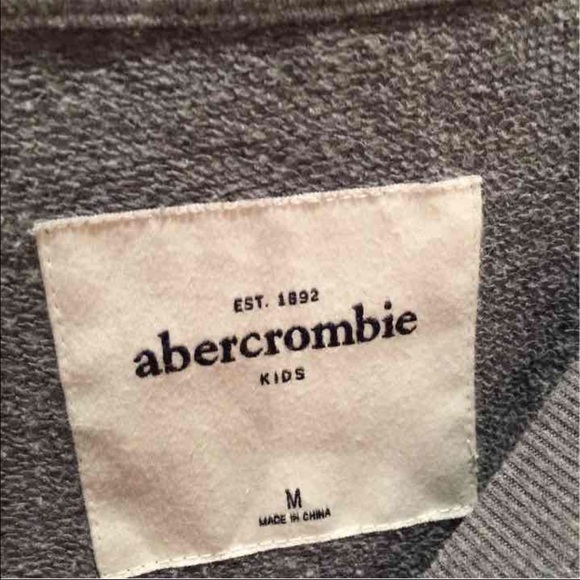 EST. 1892
abercrombie
KIDS
M
MADE IN CHINA